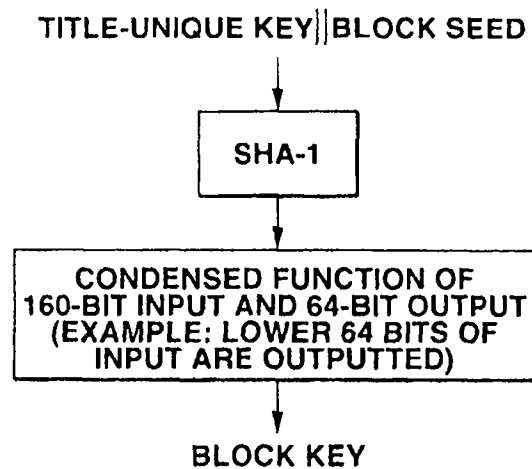 TITLE-UNIQUE KEY||BLOCK SEED
SHA-1
CONDENSED FUNCTION OF
160-BIT INPUT AND 64-BIT OUTPUT
(EXAMPLE: LOWER 64 BITS OF
INPUT ARE OUTPUTTED)
BLOCK KEY